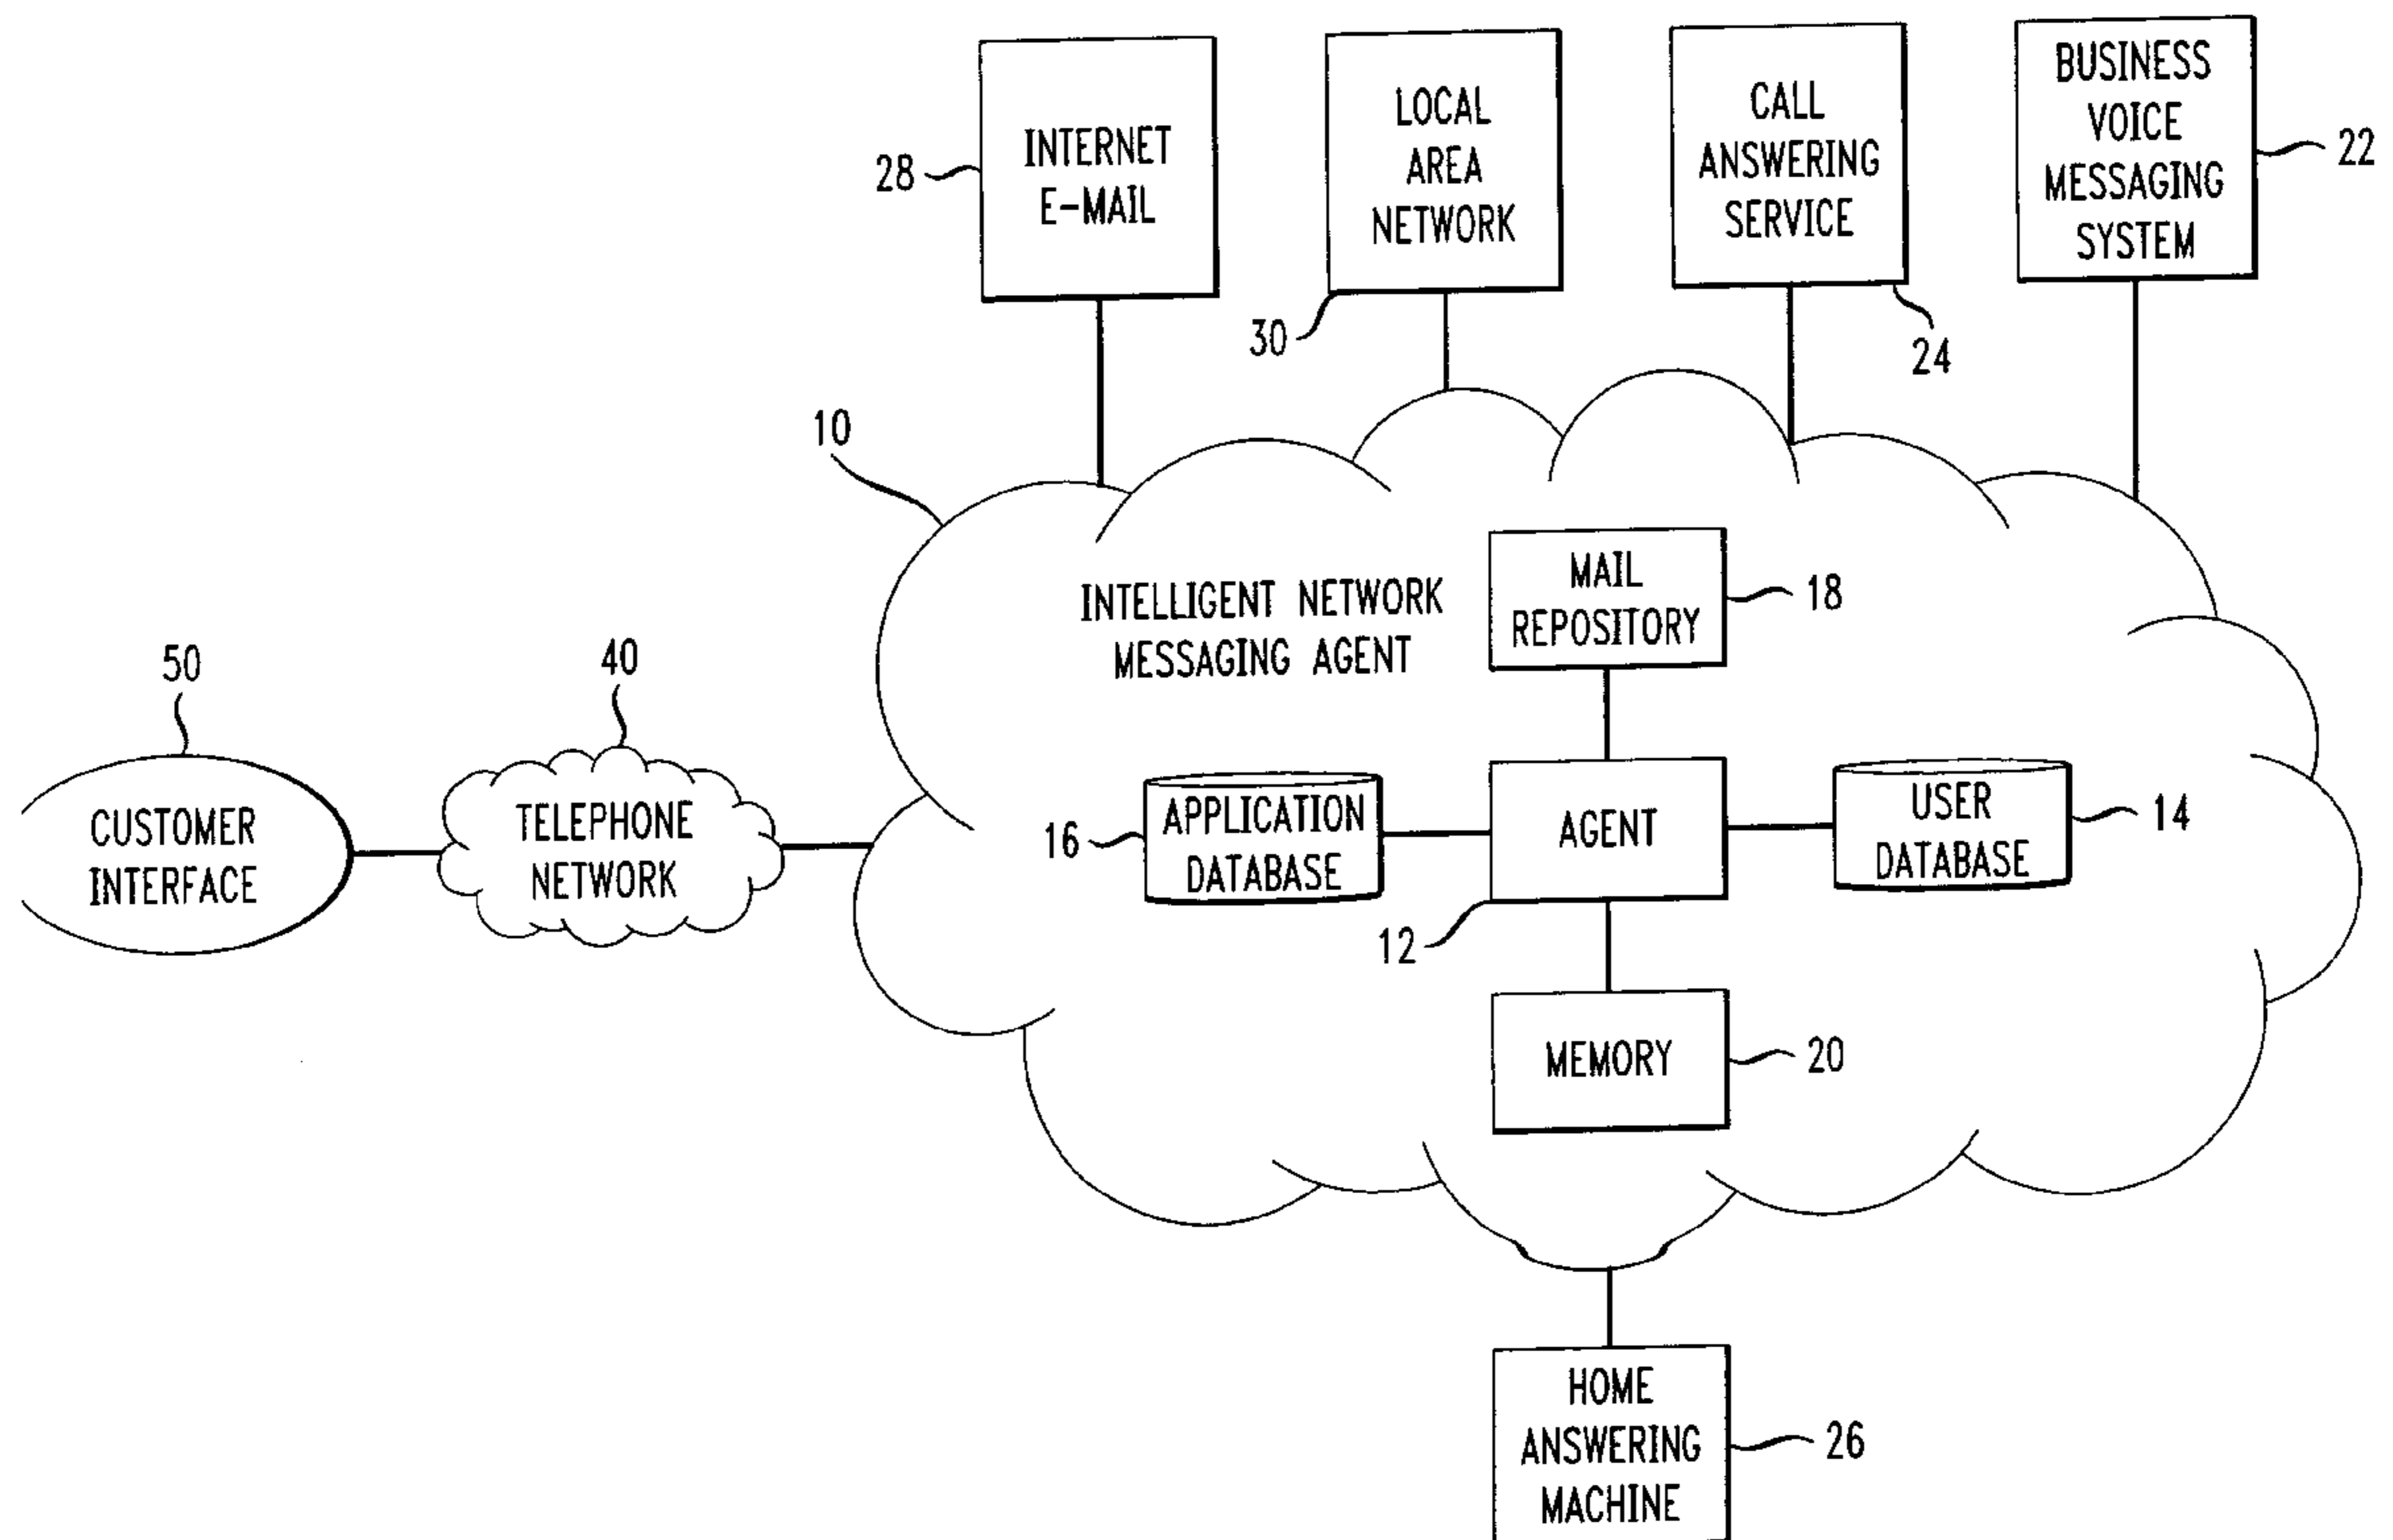 INTERNET
E-MAIL
28
LOCAL
AREA
NETWORK
30
CALL
ANSWERING
SERVICE
24
BUSINESS
VOICE
MESSAGING
SYSTEM
22
10
INTELLIGENT NETWORK
MESSAGING AGENT
MAIL
REPOSITORY
18
50
CUSTOMER
INTERFACE
40
TELEPHONE
NETWORK
16
APPLICATION
DATABASE
AGENT
12
USER
DATABASE
14
MEMORY
20
HOME
ANSWERING
MACHINE
26